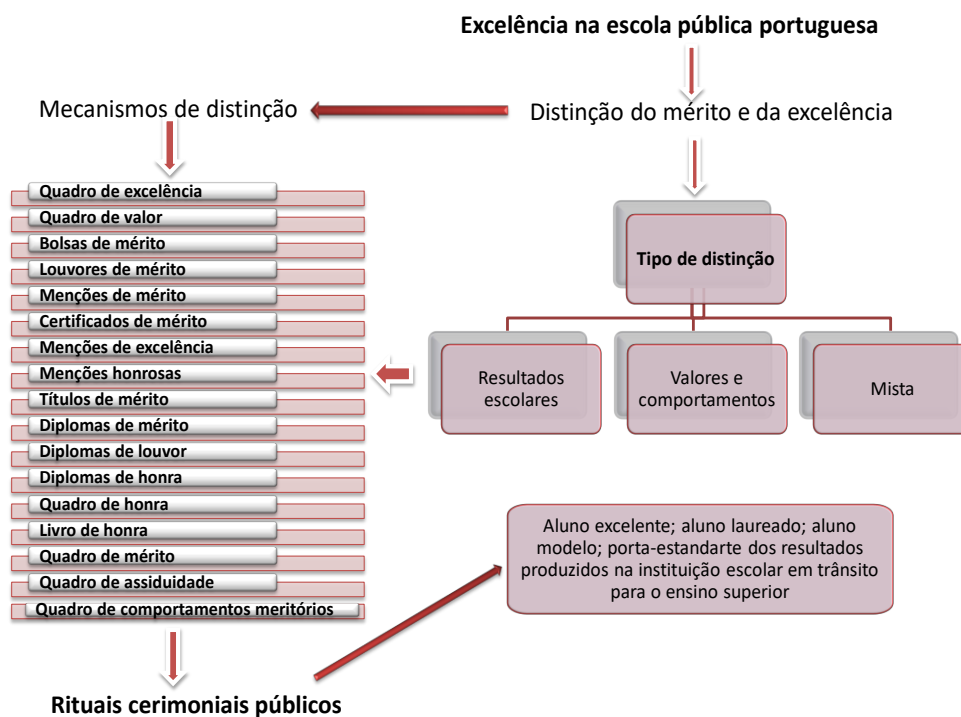 Excelência na escola pública portuguesa
Mecanismos de distinção
Distinção do mérito e da excelência
Quadro de excelência
Quadro de valor
Bolsas de mérito
Louvores de mérito
Menções de mérito
Certificados de mérito
Menções de excelência
Menções honrosas
Títulos de mérito
Diplomas de mérito
Diplomas de louvor
Diplomas de honra
Quadro de honra
Livro de honra
Quadro de mérito
Quadro de assiduidade
Quadro de comportamentos meritórios
Tipo de distinção
Resultados
escolares
Valores e
comportamentos
Mista
Aluno excelente; aluno laureado; aluno
modelo; porta-estandarte dos resultados
produzidos na instituição escolar em trânsito
para o ensino superior
Rituais cerimoniais públicos